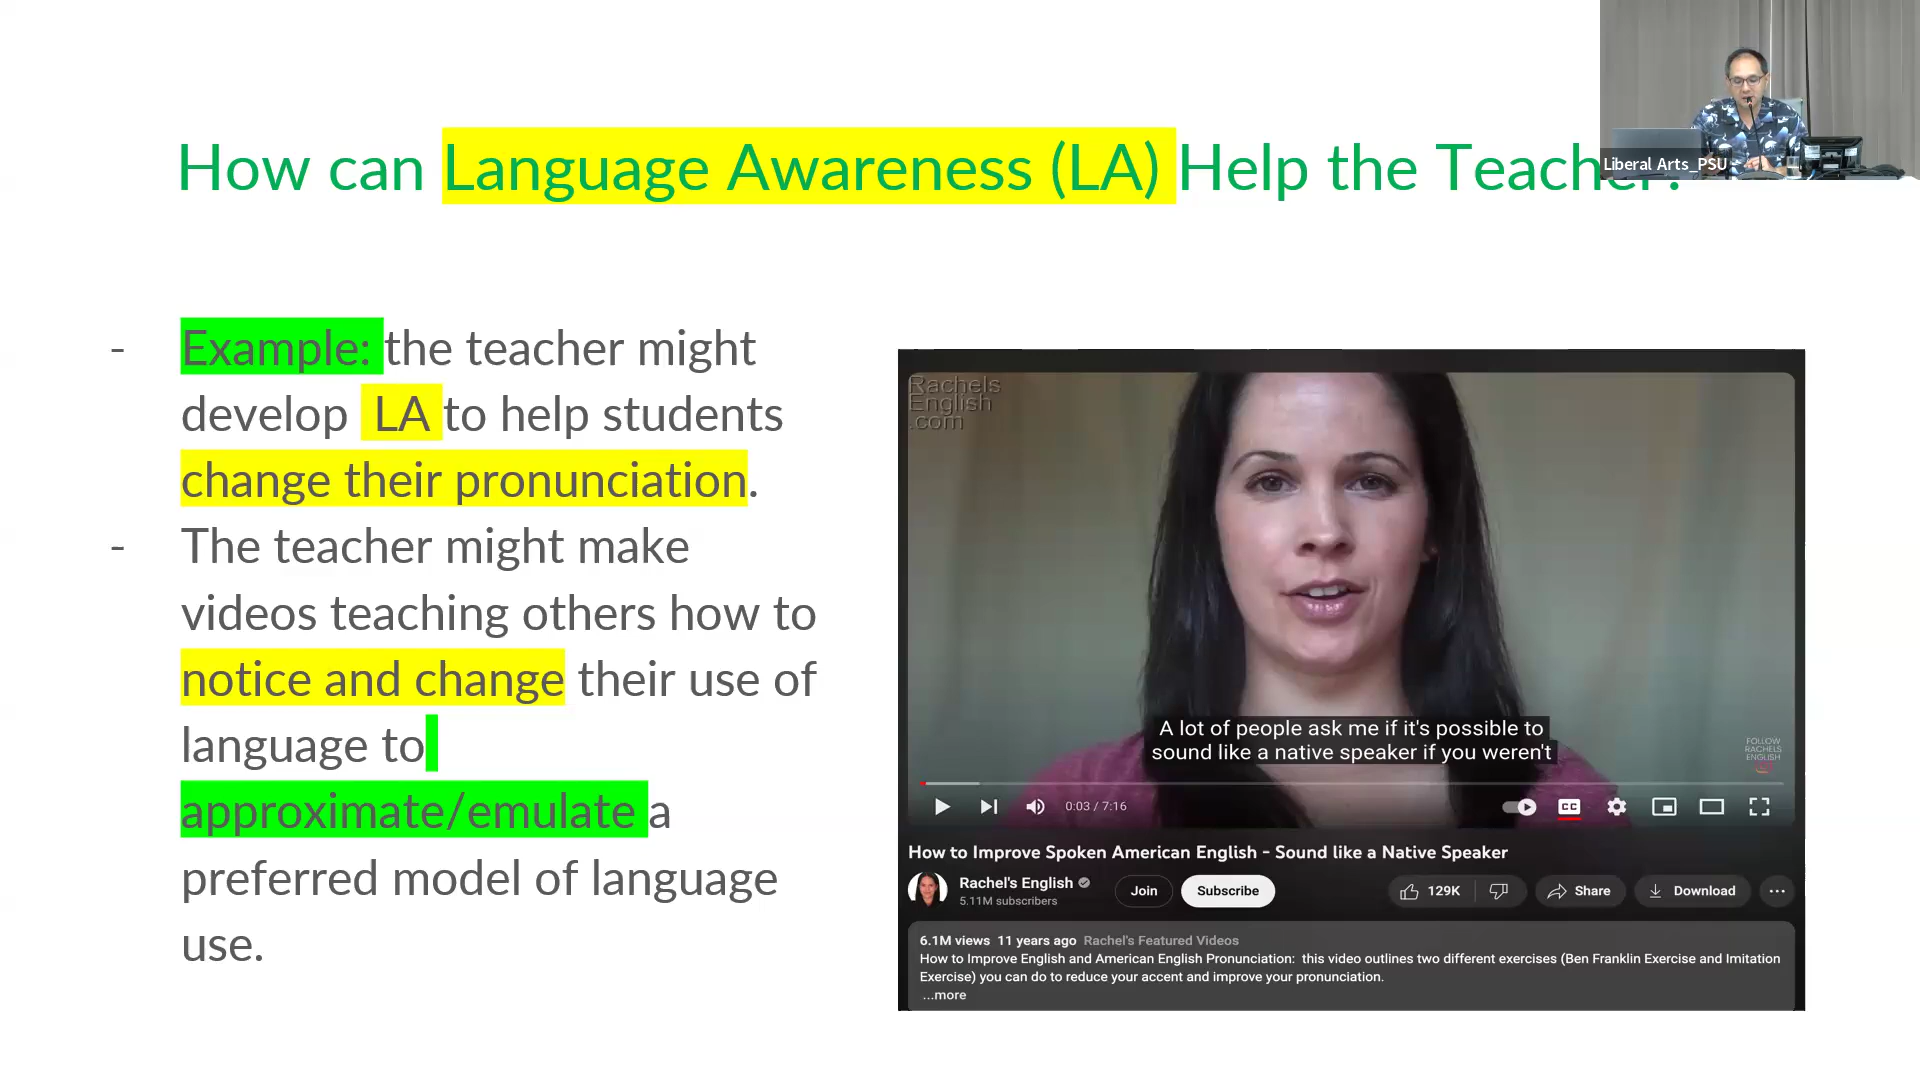 How can Language Awareness (LA) Help the Teacher?
Liberal Arts_PSU
- Example: the teacher might
develop LA to help students
change their pronunciation.
- The teacher might make
videos teaching others how to
notice and change their use of
language to
approximate/emulate a
preferred model of language
use.
Rachels
English
.com
A lot of people ask me if it's possible to
sound like a native speaker if you weren't
FOLLOW
RACHELS
ENGLISH
0:03 / 7:16
CC
How to Improve Spoken American English - Sound like a Native Speaker
Rachel's English
5.11M subscribers
Join
Subscribe
129K
Share
Download
6.1M views 11 years ago Rachel's Featured Videos
How to Improve English and American English Pronunciation: this video outlines two different exercises (Ben Franklin Exercise and Imitation
Exercise) you can do to reduce your accent and improve your pronunciation.
...more